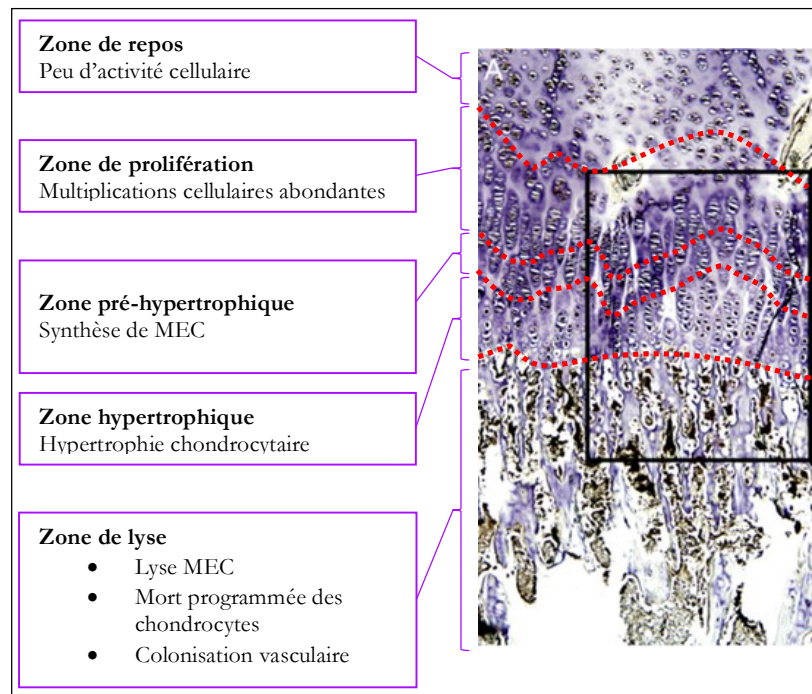 Zone de repos
Peu d'activité cellulaire
A
Zone de prolifération
Multiplications cellulaires abondantes
Zone pré-hypertrophique
Synthèse de MEC
Zone hypertrophique
Hypertrophie chondrocytaire
Zone de lyse
• Lyse MEC
• Mort programmée des
chondrocytes
• Colonisation vasculaire